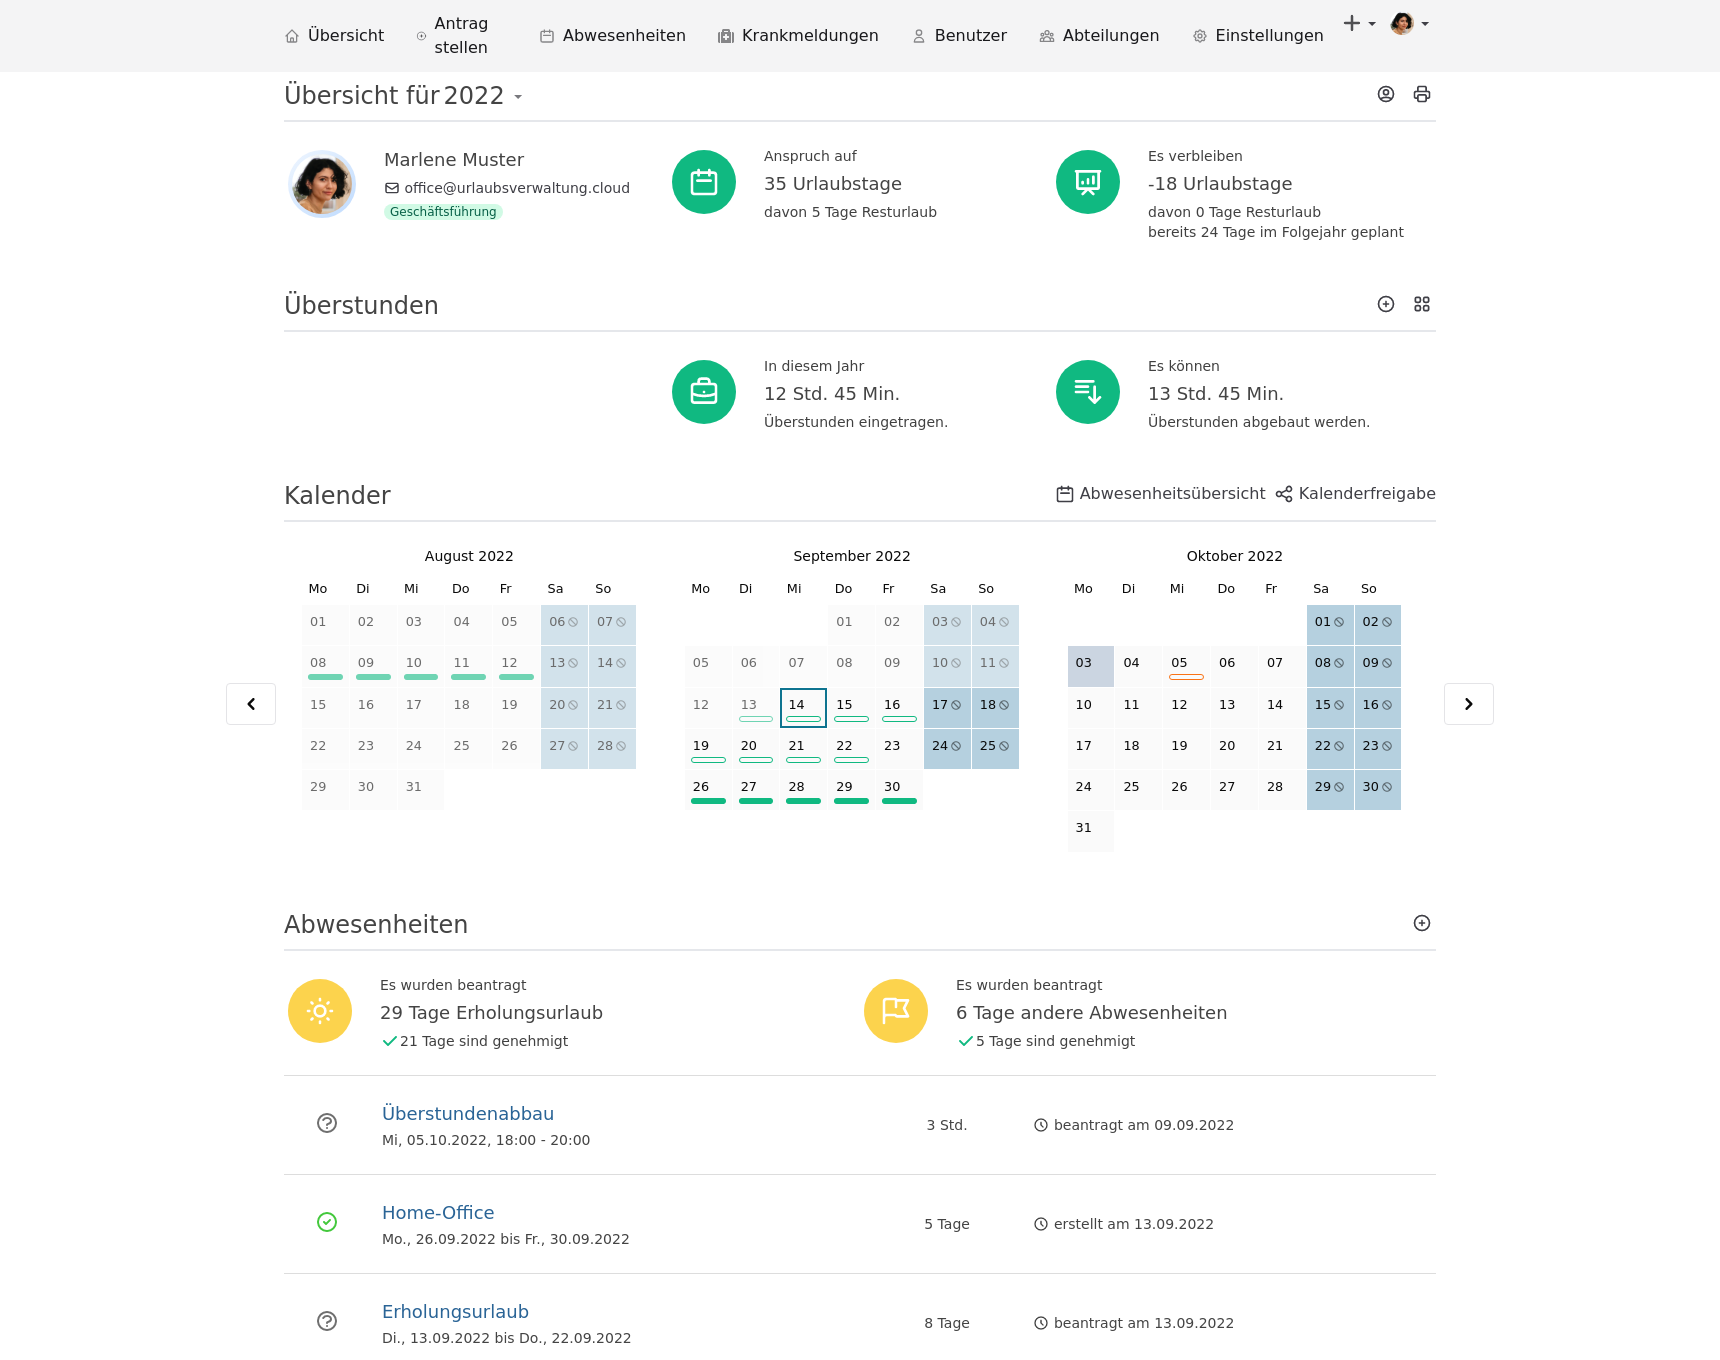 Übersicht
Antrag stellen
Abwesenheiten
Krankmeldungen
Benutzer
Abteilungen
Einstellungen
Übersicht für 2022
Marlene Muster
office@urlaubsverwaltung.cloud
Geschäftsführung
Anspruch auf
35 Urlaubstage
davon 5 Tage Resturlaub
Es verbleiben
-18 Urlaubstage
davon 0 Tage Resturlaub
bereits 24 Tage im Folgejahr geplant
Überstunden
In diesem Jahr
12 Std. 45 Min.
Überstunden eingetragen.
Es können
13 Std. 45 Min.
Überstunden abgebaut werden.
Kalender
Abwesenheitsübersicht
Kalenderfreigabe
August 2022
Mo Di Mi Do Fr Sa So
01 02 03 04 05 06 07
08 09 10 11 12 13 14
15 16 17 18 19 20 21
22 23 24 25 26 27 28
29 30 31
September 2022
Mo Di Mi Do Fr Sa So
01 02 03 04
05 06 07 08 09 10 11
12 13 14 15 16 17 18
19 20 21 22 23 24 25
26 27 28 29 30
Oktober 2022
Mo Di Mi Do Fr Sa So
01 02
03 04 05 06 07 08 09
10 11 12 13 14 15 16
17 18 19 20 21 22 23
24 25 26 27 28 29 30
31
Abwesenheiten
Es wurden beantragt
29 Tage Erholungsurlaub
21 Tage sind genehmigt
Es wurden beantragt
6 Tage andere Abwesenheiten
5 Tage sind genehmigt
Überstundenabbau
Mi, 05.10.2022, 18:00 - 20:00
3 Std.
beantragt am 09.09.2022
Home-Office
Mo., 26.09.2022 bis Fr., 30.09.2022
5 Tage
erstellt am 13.09.2022
Erholungsurlaub
Di., 13.09.2022 bis Do., 22.09.2022
8 Tage
beantragt am 13.09.2022